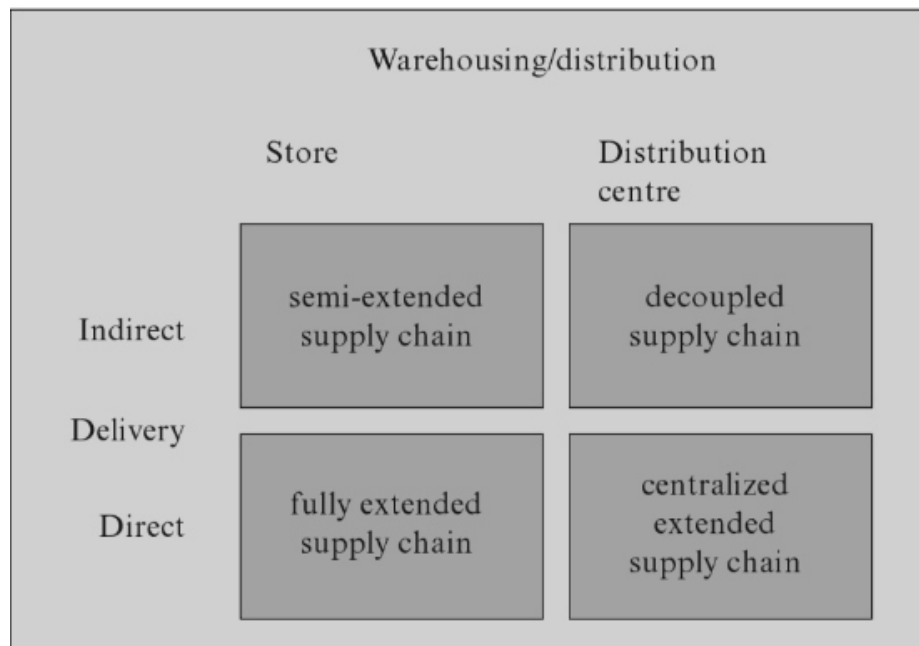 Warehousing/distribution
Store
Distribution
centre
Indirect
semi-extended
supply chain
decoupled
supply chain
Delivery
Direct
fully extended
supply chain
centralized
extended
supply chain